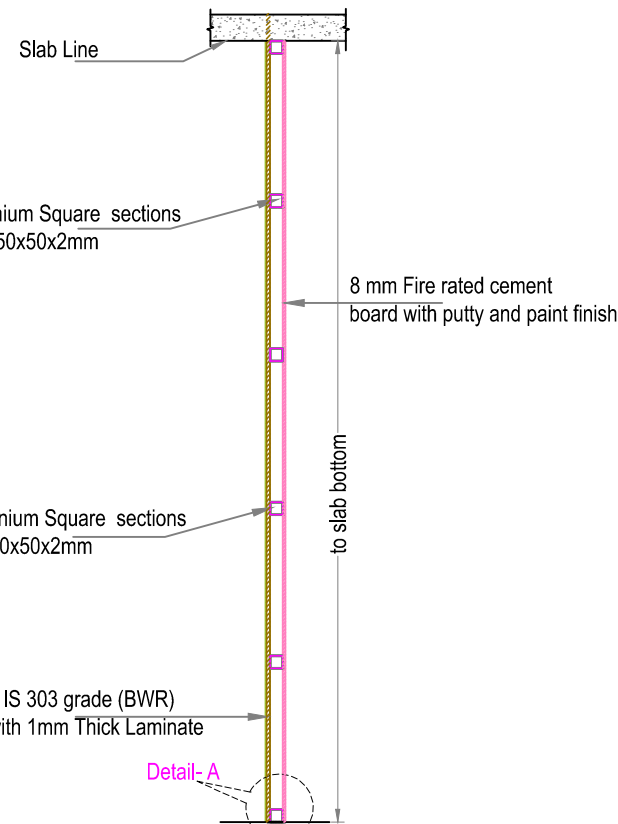 Slab Line
nium Square sections
50x50x2mm
8 mm Fire rated cement
board with putty and paint finish
to slab bottom
nium Square sections
0x50x2mm
IS 303 grade (BWR)
with 1mm Thick Laminate
Detail- A